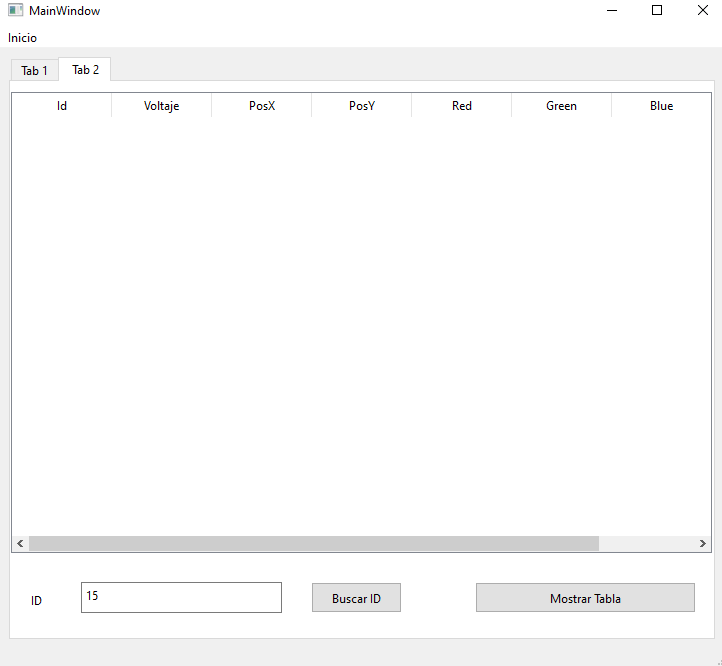 MainWindow
Inicio
Tab 1 Tab 2
Id Voltaje PosX PosY Red Green Blue
ID 15 Buscar ID Mostrar Tabla